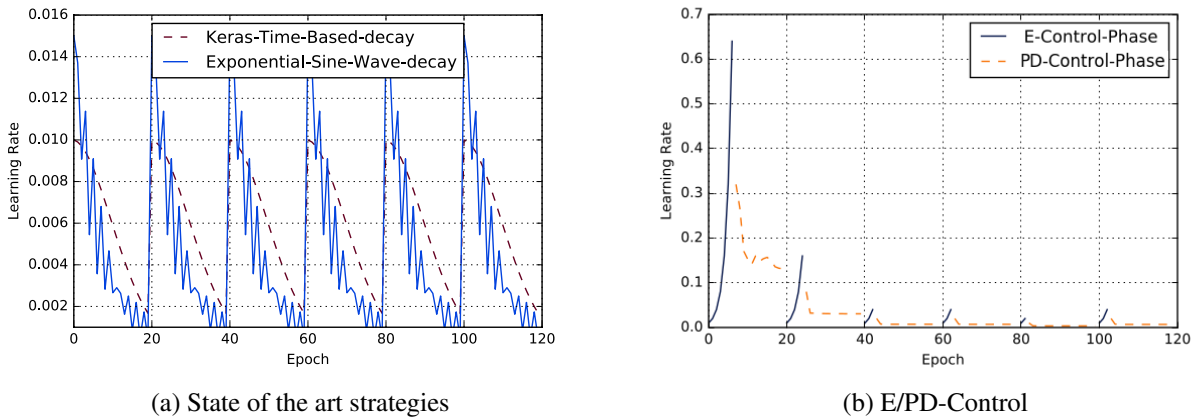 0.016
0.014
0.012
0.010
0.008
0.006
0.004
0.002
Learning Rate
0 20 40 60 80 100 120
Epoch
Keras-Time-Based-decay
Exponential-Sine-Wave-decay
(a) State of the art strategies
0.7
0.6
0.5
0.4
0.3
0.2
0.1
0.0
Learning Rate
0 20 40 60 80 100 120
Epoch
E-Control-Phase
PD-Control-Phase
(b) E/PD-Control